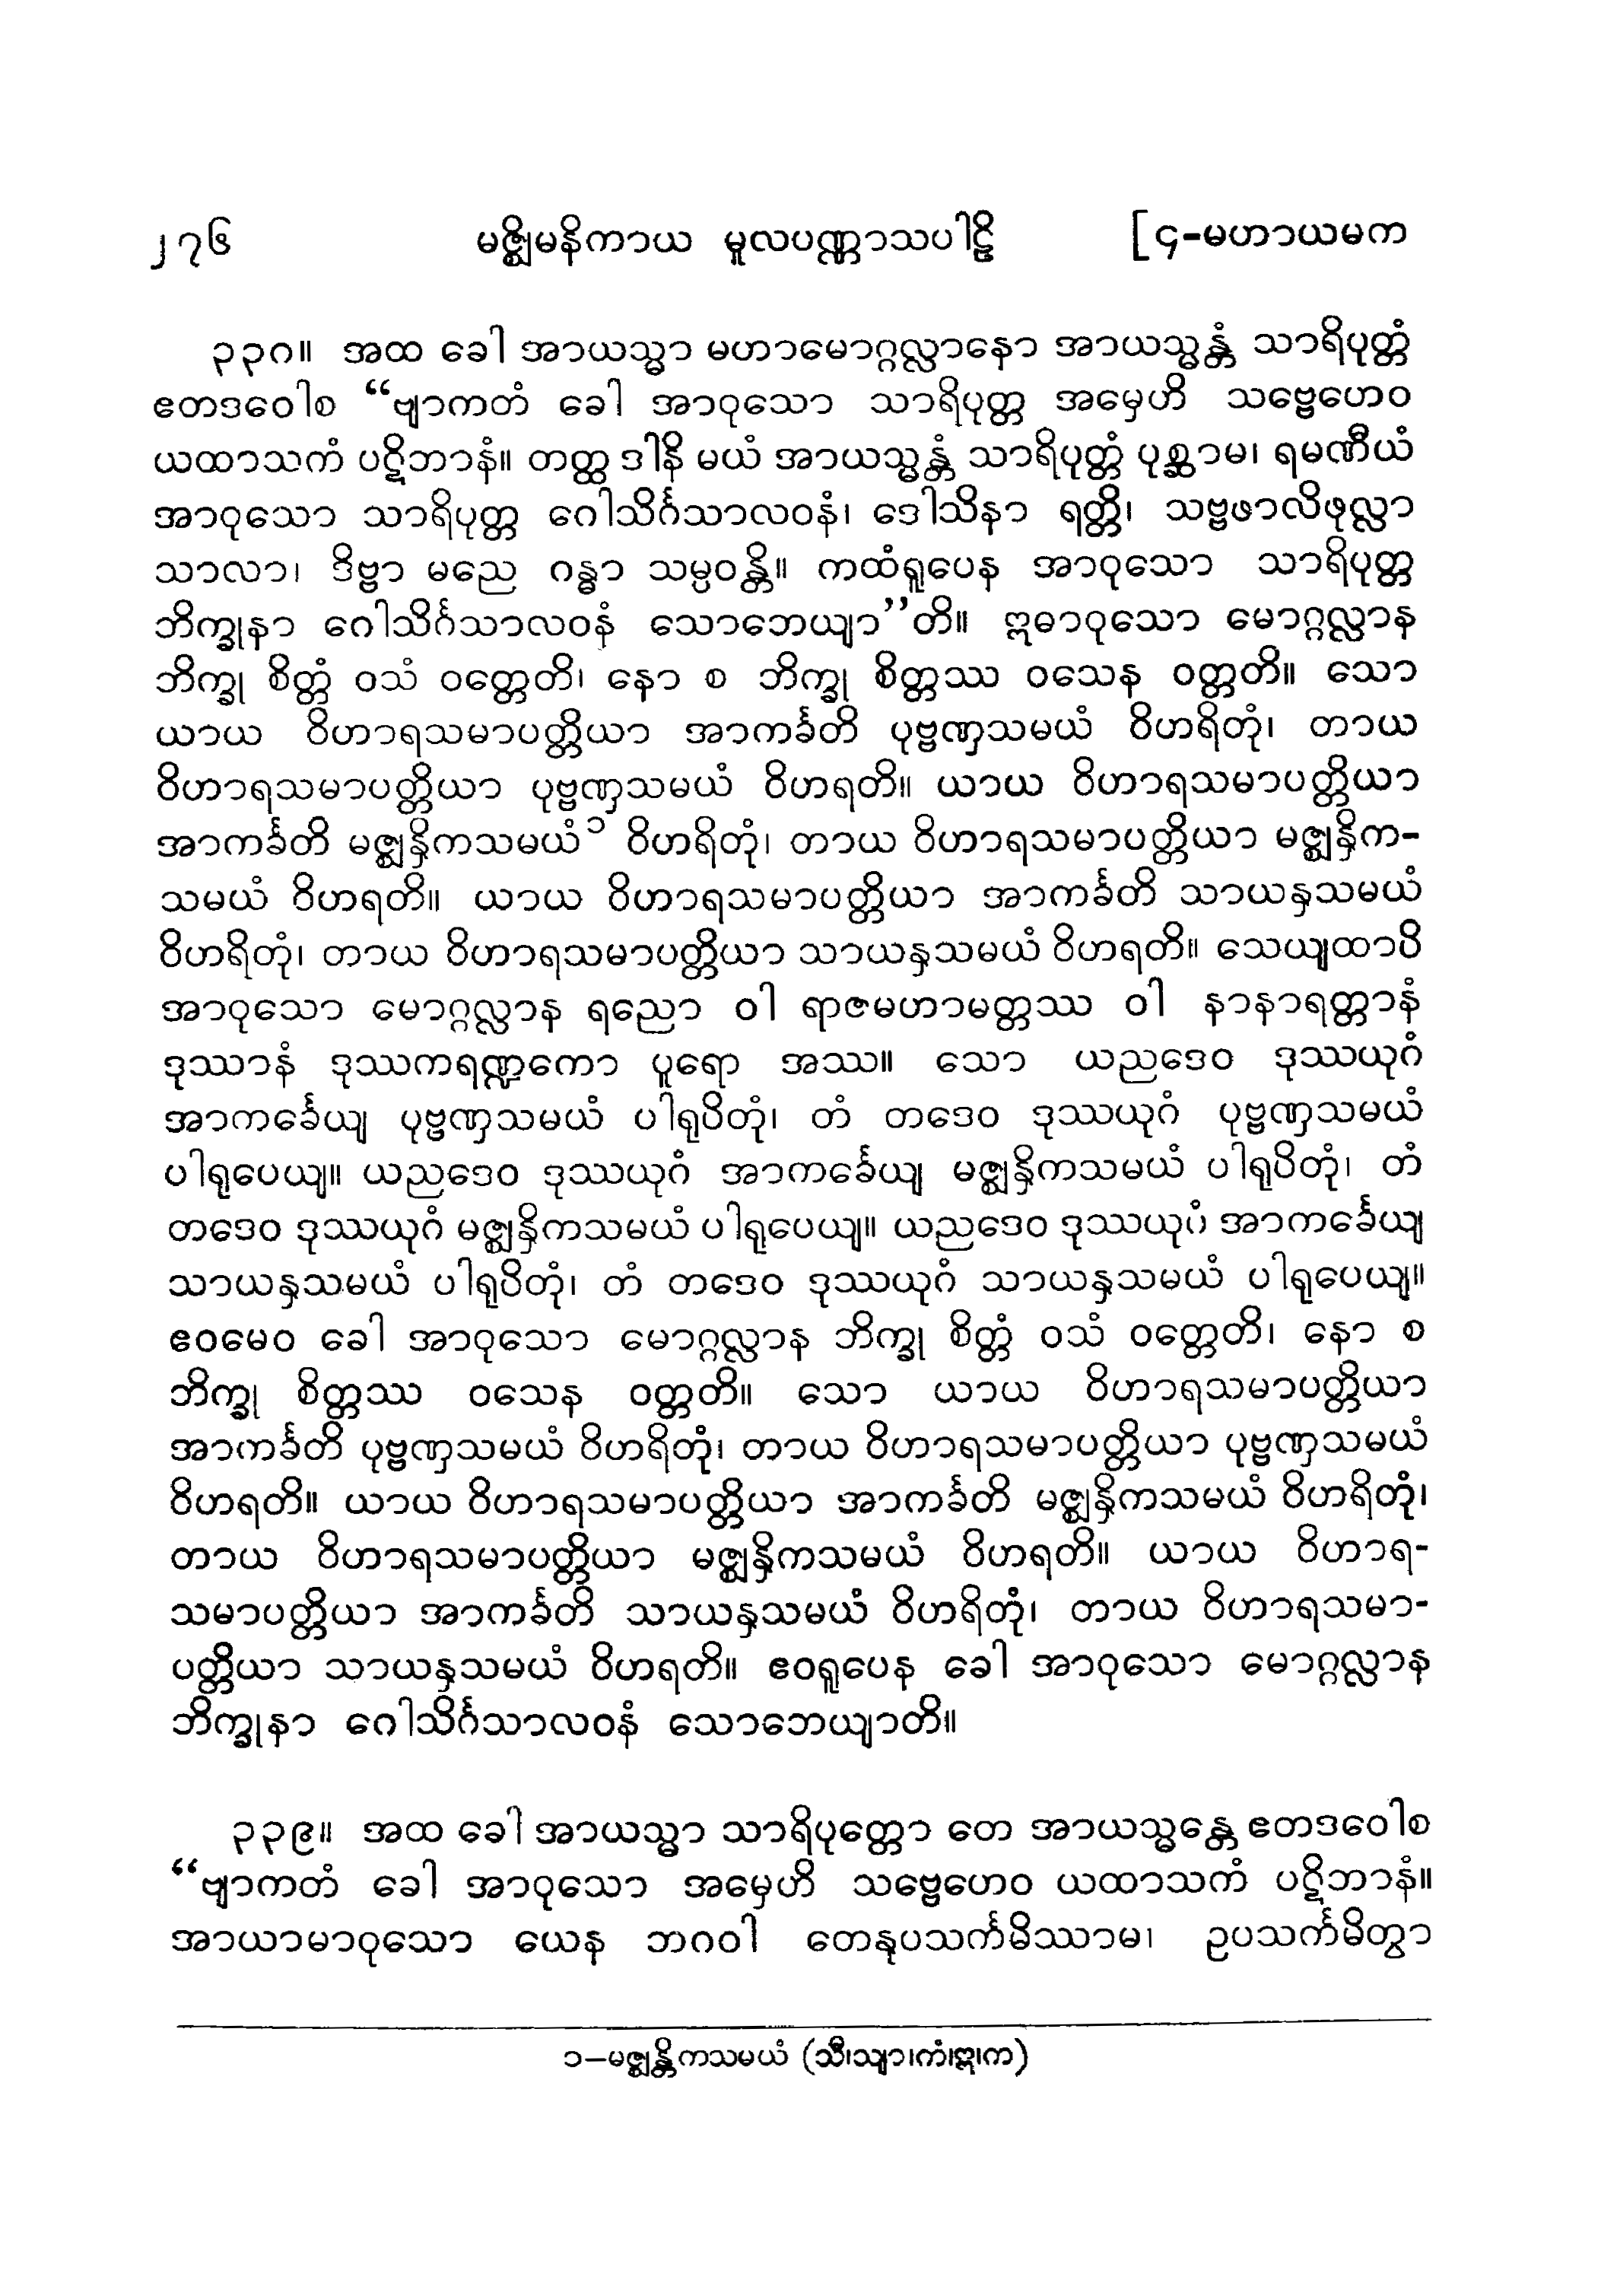 ၂၇၆ မဇ္ဈိမနိကာယ မူလပဏ္ဏာသပါဠိ [၄-မဟာယမက
၃၃ဂ။ အထ ခေါ အာယသ္မာ မဟာမောဂ္ဂလ္လာနော အာယသ္မန္တံ သာရိပုတ္တံ
ဧတဒဝေါစ “ဗျာကတံ ခေါ အာဝုသော သာရိပုတ္တ အမှေဟိ သဗ္ဗေဟေဝ
ယထာသကံ ပဋိဘာနံ။ တတ္ထ ဒါနိ မယံ အာယသ္မန္တံ သာရိပုတ္တံ ပုစ္ဆာမ၊ ရမဏီယံ
အာဝုသော သာရိပုတ္တ ဂေါသိင်္ဂသာလဝနံ၊ ဒေါသိနာ ရတ္တိ၊ သဗ္ဗဖာလိဖုလ္လာ
သာလာ၊ ဒိဗ္ဗာ မညေ ဂန္ဓာ သမ္ပဝန္တိ။ ကထံရူပေန အာဝုသော သာရိပုတ္တ
ဘိက္ခုနာ ဂေါသိင်္ဂသာလဝနံ သောဘေယျာ”တိ။ ဣဓာဝုသော မောဂ္ဂလ္လာန
ဘိက္ခု စိတ္တံ ဝသံ ဝတ္တေတိ၊ နော စ ဘိက္ခု စိတ္တဿ ဝသေန ဝတ္တတိ။ သော
ယာယ ဝိဟာရသမာပတ္တိယာ အာကင်္ခတိ ပုဗ္ဗဏှသမယံ ဝိဟရိတုံ၊ တာယ
ဝိဟာရသမာပတ္တိယာ ပုဗ္ဗဏှသမယံ ဝိဟရတိ။ ယာယ ဝိဟာရသမာပတ္တိယာ
အာကင်္ခတိ မဇ္ဈနှိကသမယံ ၁ ဝိဟရိတုံ၊ တာယ ဝိဟာရသမာပတ္တိယာ မဇ္ဈနှိက-
သမယံ ဝိဟရတိ။ ယာယ ဝိဟာရသမာပတ္တိယာ အာကင်္ခတိ သာယနှသမယံ
ဝိဟရိတုံ၊ တာယ ဝိဟာရသမာပတ္တိယာ သာယနှသမယံ ဝိဟရတိ။ သေယျထာပိ
အာဝုသော မောဂ္ဂလ္လာန ရညော ဝါ ရာဇမဟာမတ္တဿ ဝါ နာနာရတ္တာနံ
ဒုဿာနံ ဒုဿကရဏ္ဍကော ပူရော အဿ။ သော ယညဒေဝ ဒုဿယုဂံ
အာကင်္ခေယျ ပုဗ္ဗဏှသမယံ ပါရုပိတုံ၊ တံ တဒေဝ ဒုဿယုဂံ ပုဗ္ဗဏှသမယံ
ပါရုပေယျ။ ယညဒေဝ ဒုဿယုဂံ အာကင်္ခေယျ မဇ္ဈနှိကသမယံ ပါရုပိတုံ၊ တံ
တဒေဝ ဒုဿယုဂံ မဇ္ဈနှိကသမယံ ပါရုပေယျ။ ယညဒေဝ ဒုဿယုဂံ အာကင်္ခေယျ
သာယနှသမယံ ပါရုပိတုံ၊ တံ တဒေဝ ဒုဿယုဂံ သာယနှသမယံ ပါရုပေယျ။
ဧဝမေဝ ခေါ အာဝုသော မောဂ္ဂလ္လာန ဘိက္ခု စိတ္တံ ဝသံ ဝတ္တေတိ၊ နော စ
ဘိက္ခု စိတ္တဿ ဝသေန ဝတ္တတိ။ သော ယာယ ဝိဟာရသမာပတ္တိယာ
အာကင်္ခတိ ပုဗ္ဗဏှသမယံ ဝိဟရိတုံ၊ တာယ ဝိဟာရသမာပတ္တိယာ ပုဗ္ဗဏှသမယံ
ဝိဟရတိ။ ယာယ ဝိဟာရသမာပတ္တိယာ အာကင်္ခတိ မဇ္ဈနှိကသမယံ ဝိဟရိတုံ၊
တာယ ဝိဟာရသမာပတ္တိယာ မဇ္ဈနှိကသမယံ ဝိဟရတိ။ ယာယ ဝိဟာရ-
သမာပတ္တိယာ အာကင်္ခတိ သာယနှသမယံ ဝိဟရိတုံ၊ တာယ ဝိဟာရသမာ-
ပတ္တိယာ သာယနှသမယံ ဝိဟရတိ။ ဧဝရူပေန ခေါ အာဝုသော မောဂ္ဂလ္လာန
ဘိက္ခုနာ ဂေါသိင်္ဂသာလဝနံ သောဘေယျာတိ။
၃၃၉။ အထ ခေါ အာယသ္မာ သာရိပုတ္တော တေ အာယသ္မန္တေ ဧတဒဝေါစ
“ဗျာကတံ ခေါ အာဝုသော အမှေဟိ သဗ္ဗေဟေဝ ယထာသကံ ပဋိဘာနံ။
အာယာမာဝုသော ယေန ဘဂဝါ တေနုပသင်္ကမိဿာမ၊ ဥပသင်္ကမိတွာ
၁–မဇ္ဈန္တိကသမယံ (သီ၊သျာ၊ကံ၊ဣ၊က)